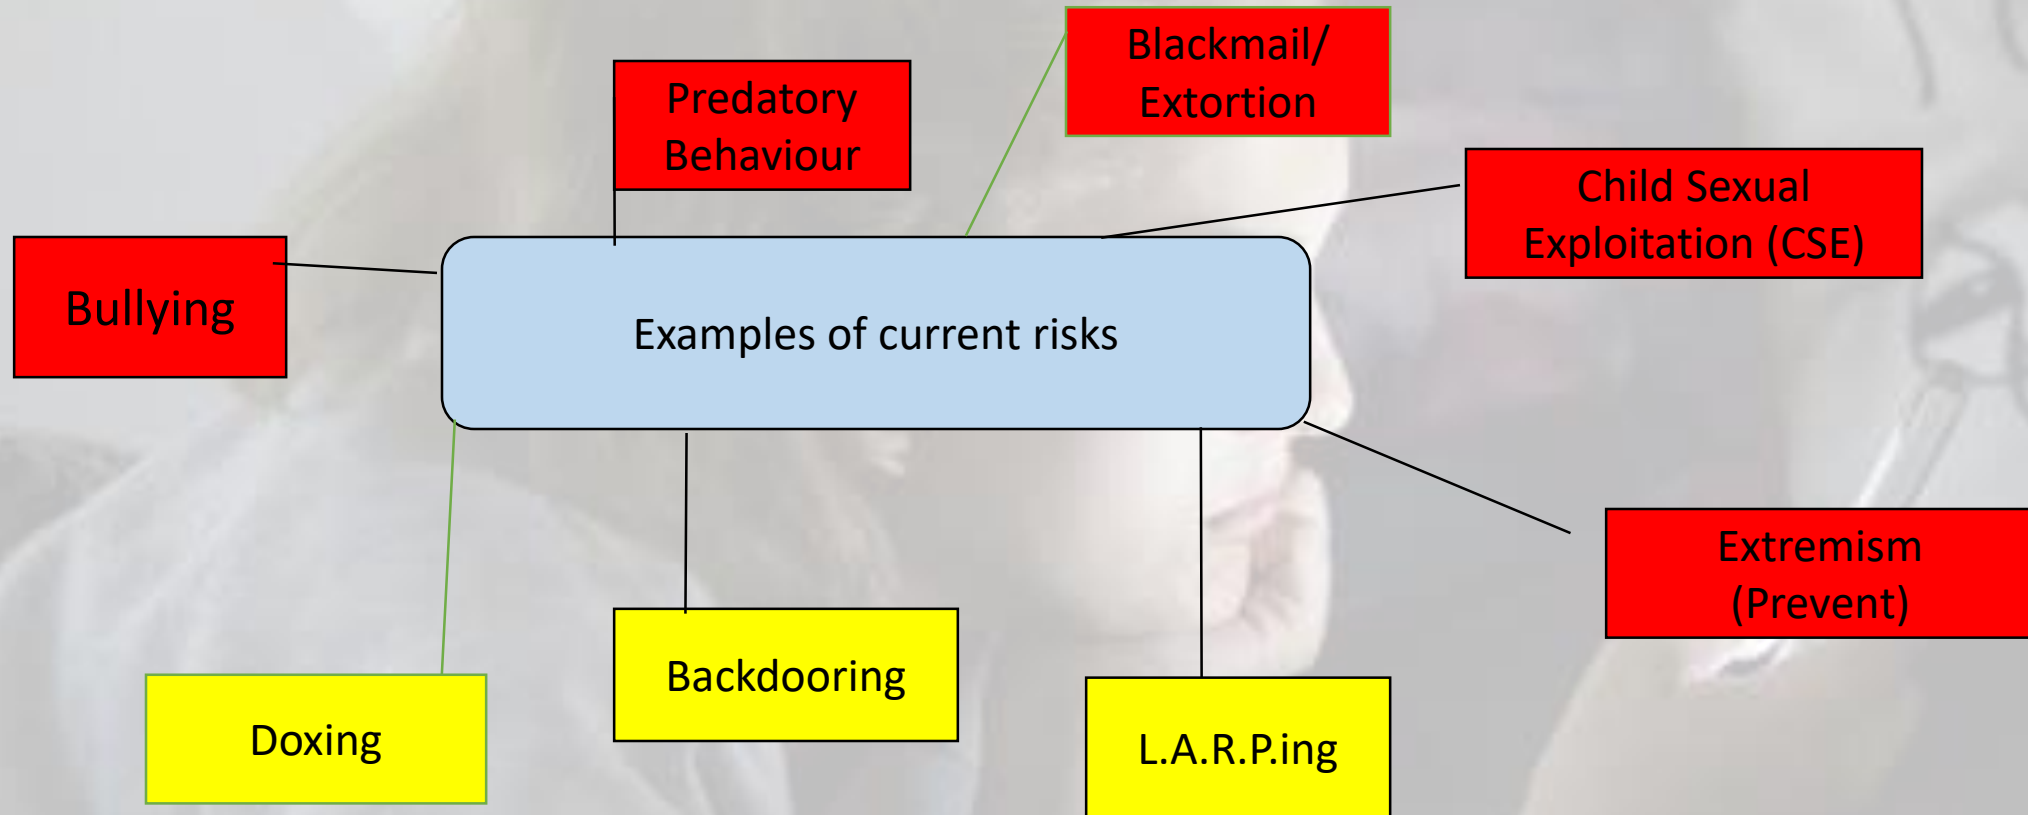 Blackmail/
Extortion
Predatory
Behaviour
Child Sexual
Exploitation (CSE)
Bullying
Examples of current risks
Extremism
(Prevent)
Backdooring
Doxing
L.A.R.P.ing